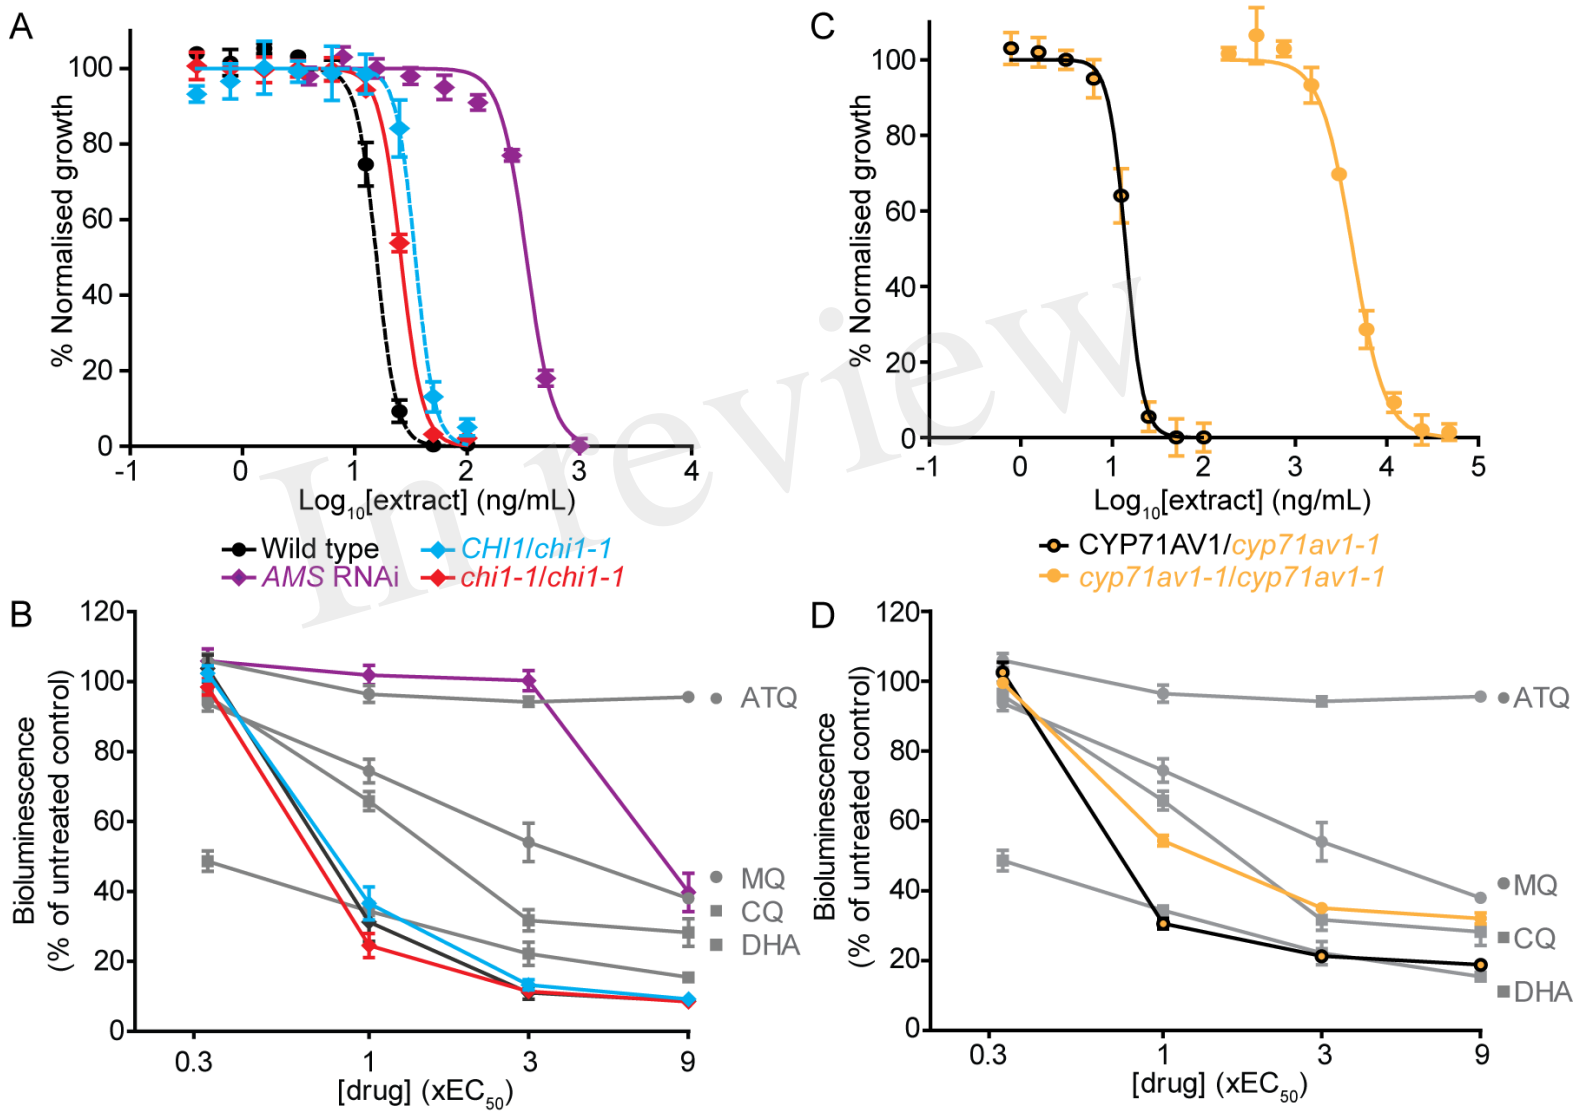 A
% Normalised growth
100
80
60
40
20
0
-1 0 1 2 3 4
Log10[extract] (ng/mL)
Wild type
CHI1/chi1-1
AMS RNAi
chi1-1/chi1-1
C
% Normalised growth
100
80
60
40
20
0
-1 0 1 2 3 4 5
Log10[extract] (ng/mL)
CYP71AV1/cyp71av1-1
cyp71av1-1/cyp71av1-1
B
Bioluminescence
(% of untreated control)
120
100
80
60
40
20
0
0.3 1 3 9
[drug] (xEC50)
ATQ
MQ
CQ
DHA
D
Bioluminescence
(% of untreated control)
120
100
80
60
40
20
0
0.3 1 3 9
[drug] (xEC50)
ATQ
MQ
CQ
DHA
In review